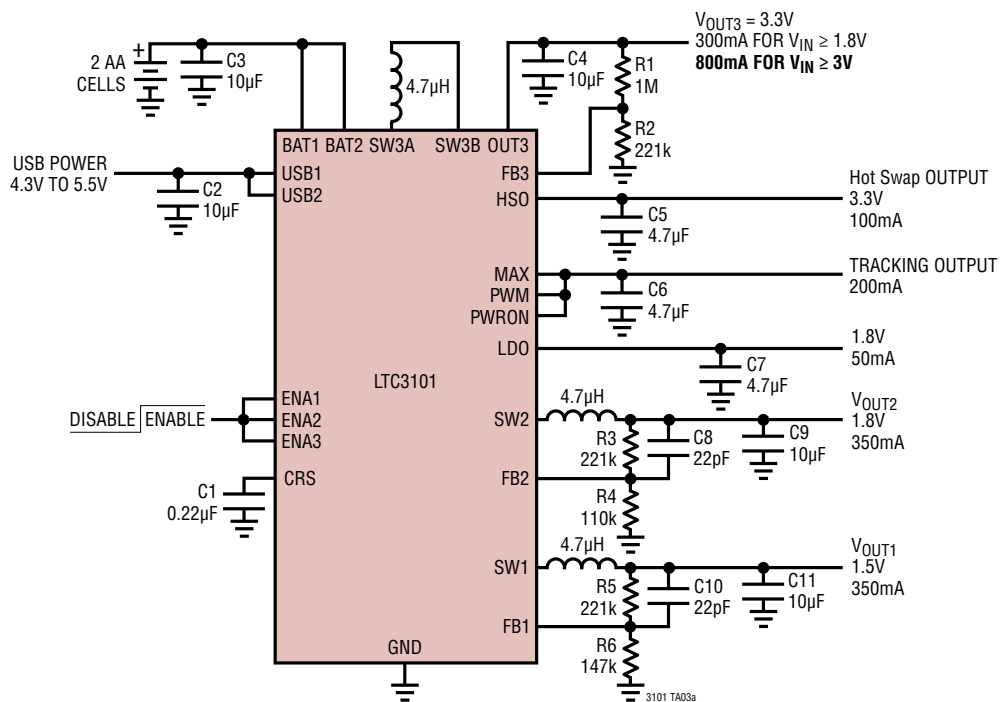 VOUT3 = 3.3V
300mA FOR VIN ≥ 1.8V
800mA FOR VIN ≥ 3V
+
2 AA
CELLS
C3
10µF
4.7µH
C4
10µF
R1
1M
R2
221k
BAT1 BAT2 SW3A SW3B OUT3
USB POWER
4.3V TO 5.5V
C2
10µF
USB1
USB2
FB3
HSO
Hot Swap OUTPUT
3.3V
100mA
C5
4.7µF
MAX
PWM
PWRON
TRACKING OUTPUT
200mA
C6
4.7µF
LDO
1.8V
50mA
C7
4.7µF
LTC3101
DISABLE ENABLE
ENA1
ENA2
ENA3
SW2
4.7µH
R3
221k
C8
22pF
C9
10µF
VOUT2
1.8V
350mA
CRS
C1
0.22µF
FB2
R4
110k
SW1
4.7µH
R5
221k
C10
22pF
C11
10µF
VOUT1
1.5V
350mA
FB1
R6
147k
GND
3101 TA03a